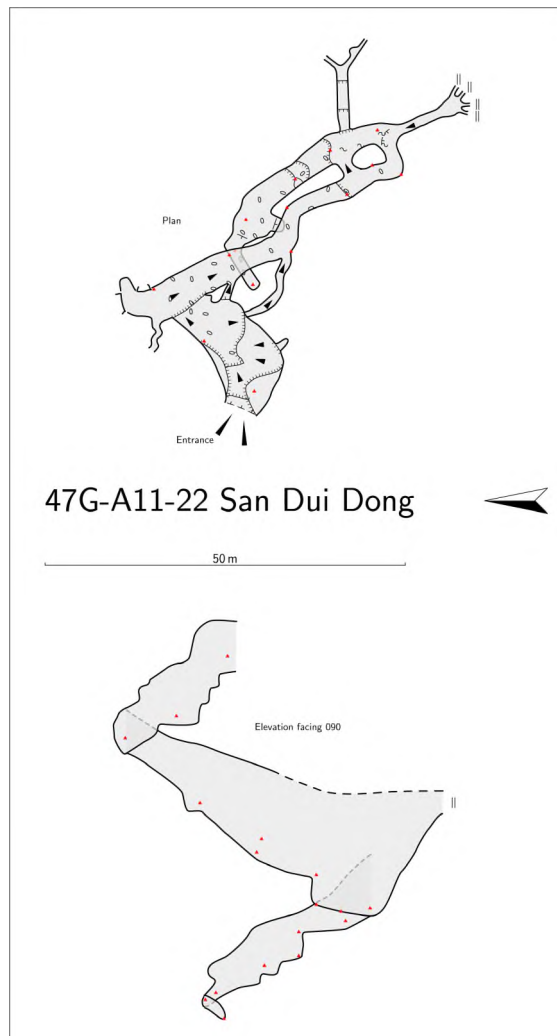 Plan
Entrance
47G-A11-22 San Dui Dong
50 m
Elevation facing 090